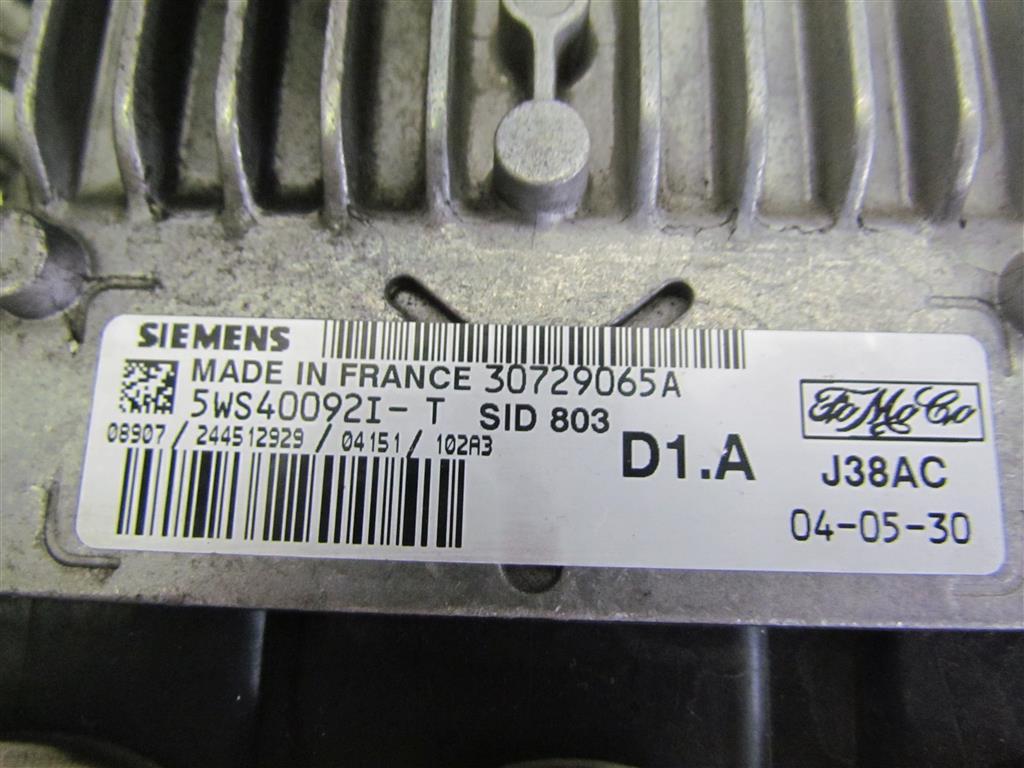 SIEMENS
MADE IN FRANCE 30729065A
5WS40092I-T SID 803
08907/244512929/04151/102A3
D1.A
FoMoCo
J38AC
04-05-30